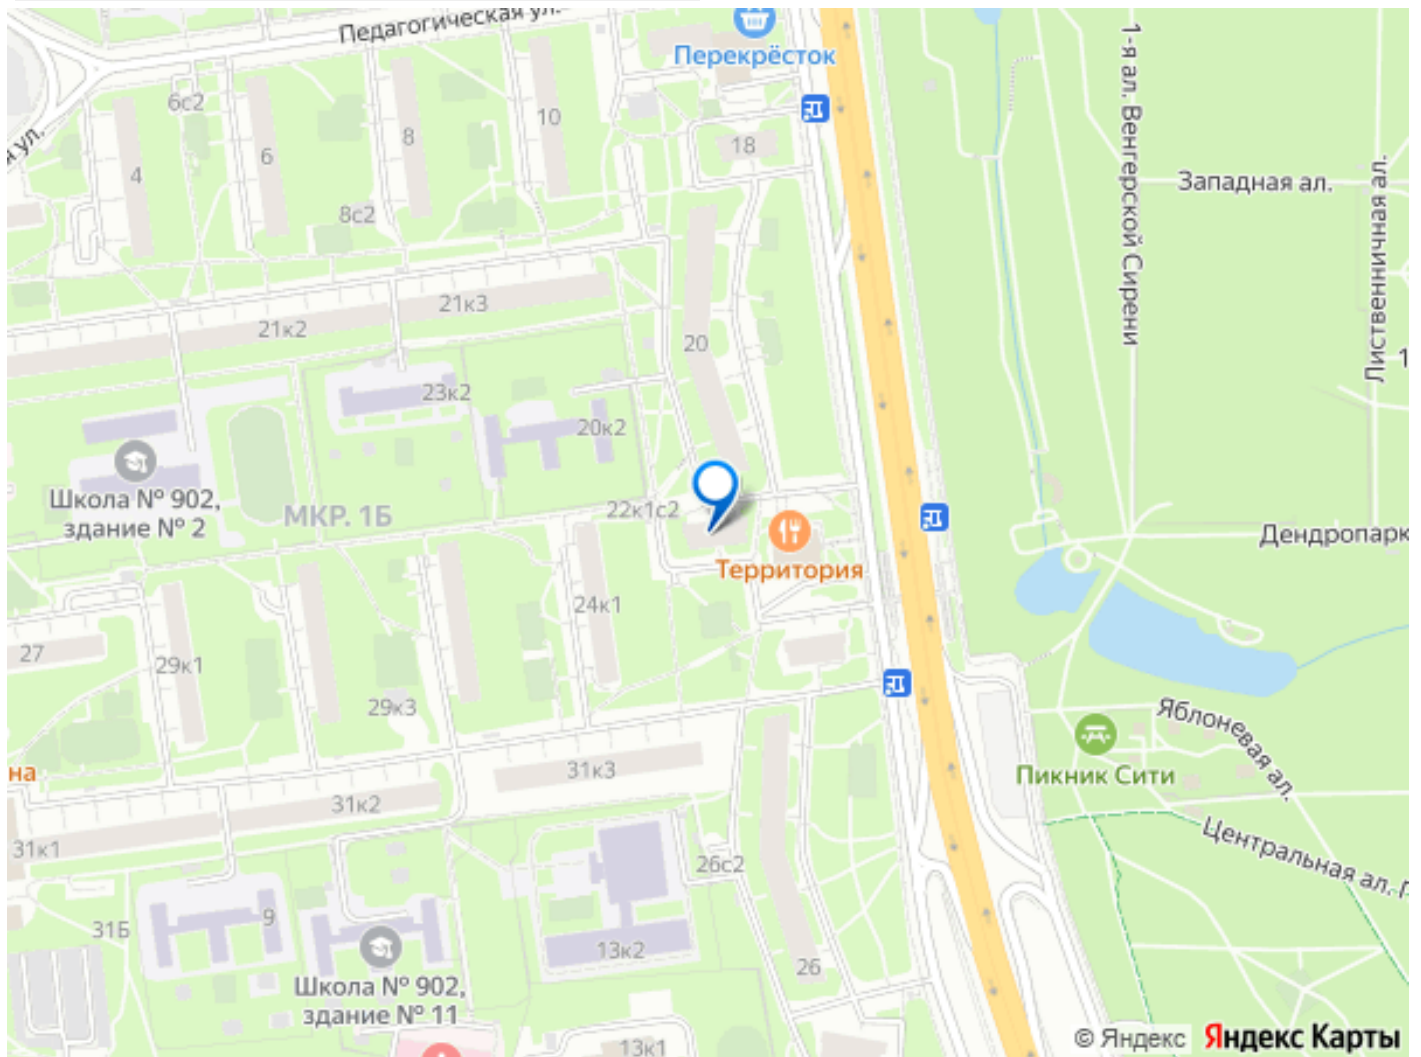 Педагогическая ул.
Перекрёсток
1-я ал. Венгерской Сирени
6с2
10
8
6
18
4
ул.
Западная ал.
Лиственничная ал.
8с2
21к3
21к2
20
1
23к2
20к2
Школа № 902,
здание № 2
МКР. 1Б
22к1с2
Дендропарк
Территория
24к1
27
29к1
29к3
Яблоневая ал.
на
Пикник Сити
31к3
31к2
Центральная ал. П
31к1
26с2
9
31Б
13к2
26
Школа № 902,
здание № 11
13к1
© Яндекс Яндекс Карты